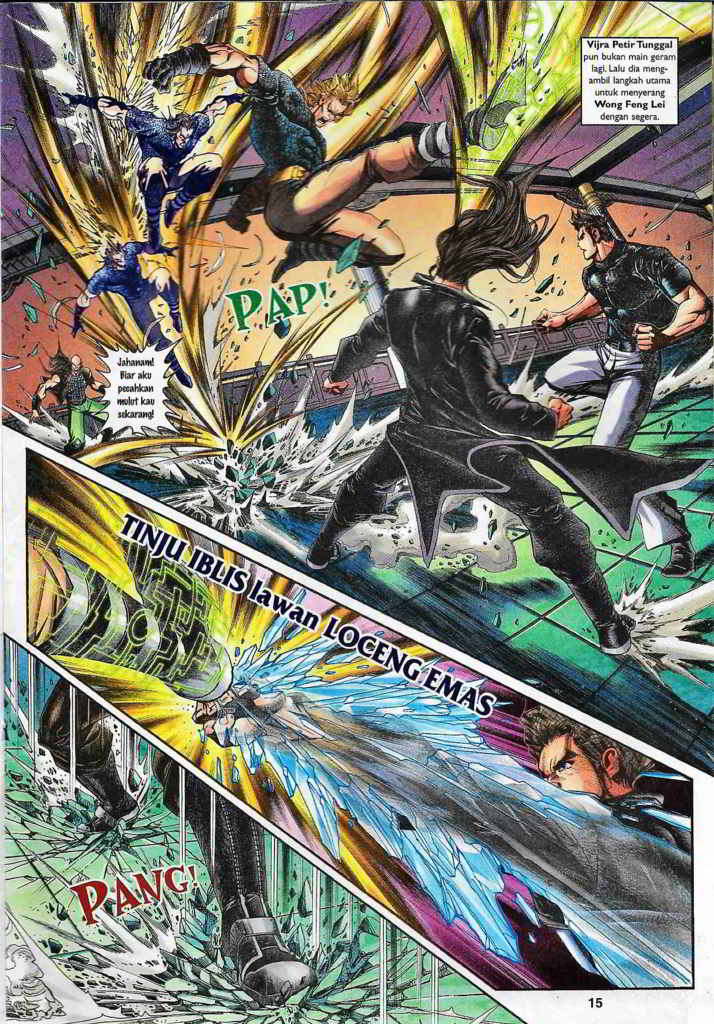 Vijra Petir Tunggal
pun bukan main geram
lagi. Lalu dia meng-
ambil langkah utama
untuk menyerang
Wong Feng Lei
dengan segera.
PAP!
Jahanam!
Biar aku
pecahkan
mulut kau
sekarang!
TINJU IBLIS lawan LOCENG EMAS
PANG!
15